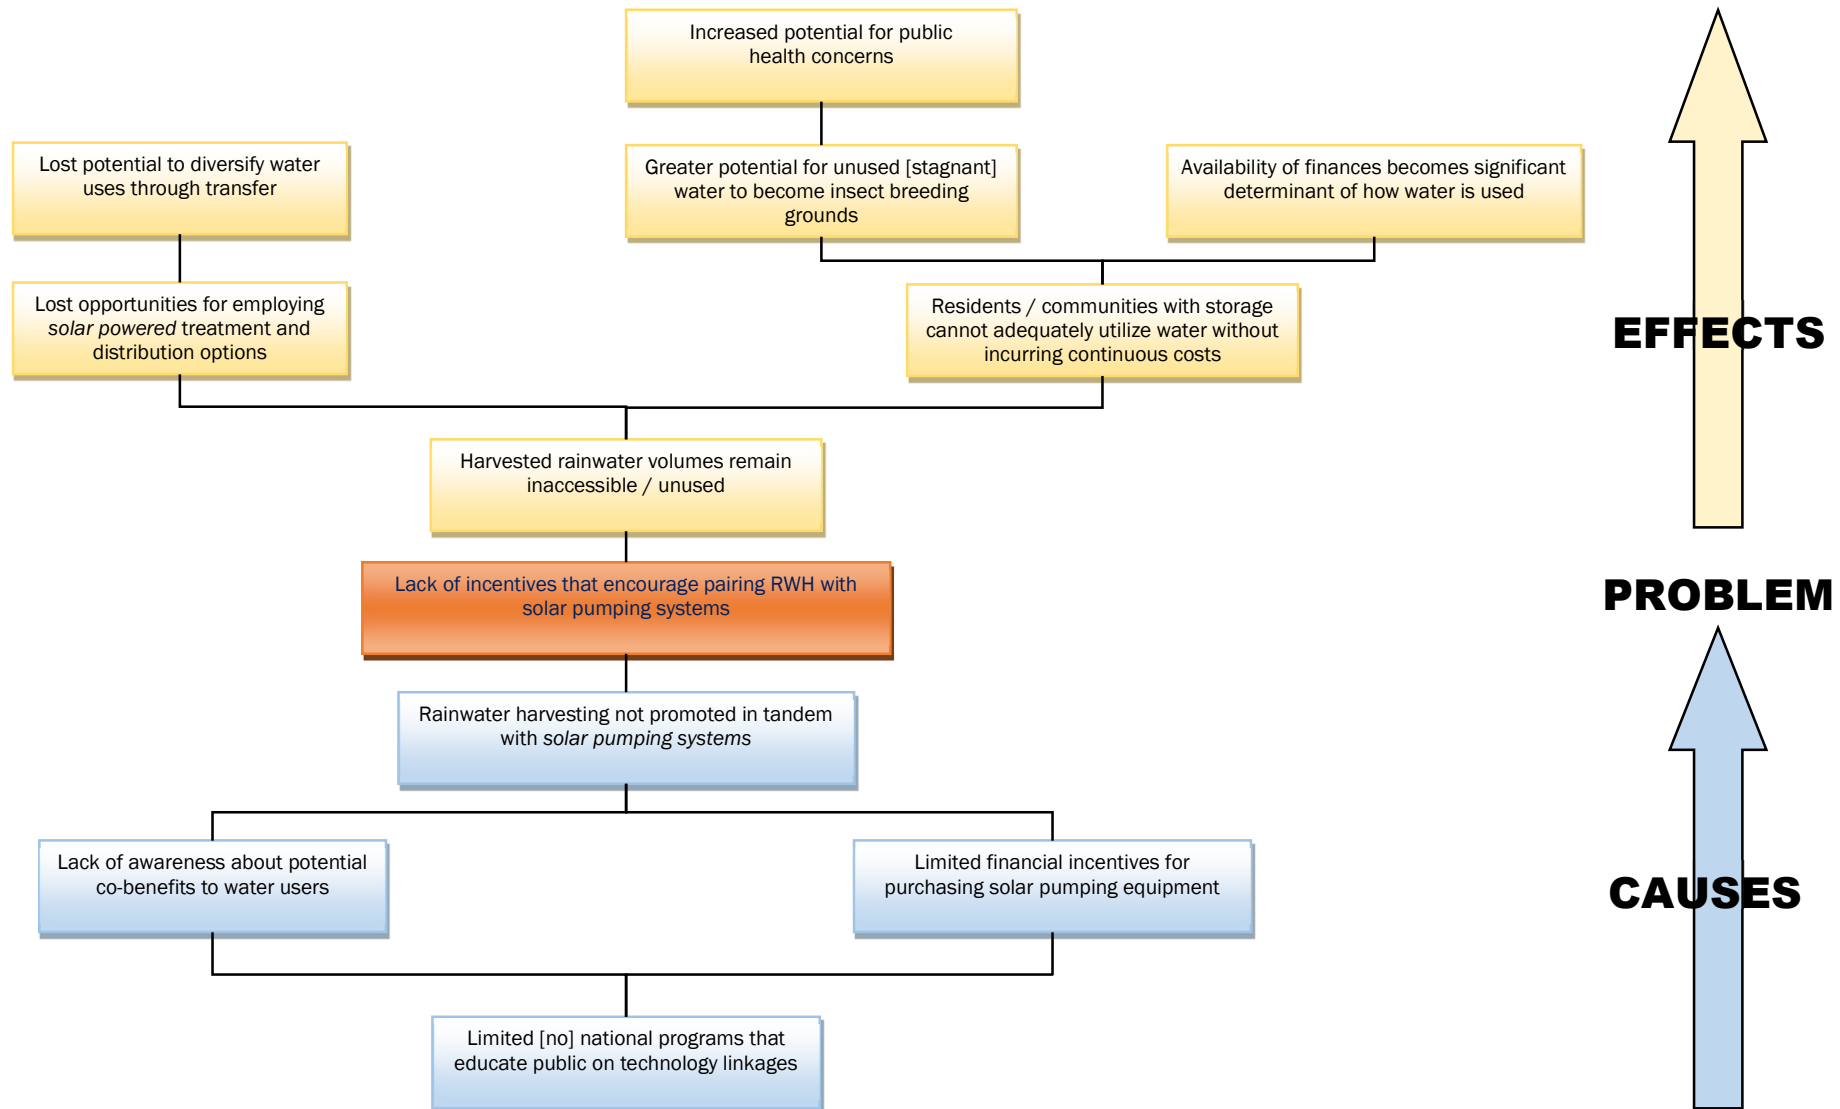 Increased potential for public
health concerns
Lost potential to diversify water
uses through transfer
Greater potential for unused [stagnant]
water to become insect breeding
grounds
Availability of finances becomes significant
determinant of how water is used
Lost opportunities for employing
solar powered treatment and
distribution options
Residents / communities with storage
cannot adequately utilize water without
incurring continuous costs
EFFECTS
Harvested rainwater volumes remain
inaccessible / unused
Lack of incentives that encourage pairing RWH with
solar pumping systems
PROBLEM
Rainwater harvesting not promoted in tandem
with solar pumping systems
Lack of awareness about potential
co-benefits to water users
Limited financial incentives for
purchasing solar pumping equipment
CAUSES
Limited [no] national programs that
educate public on technology linkages